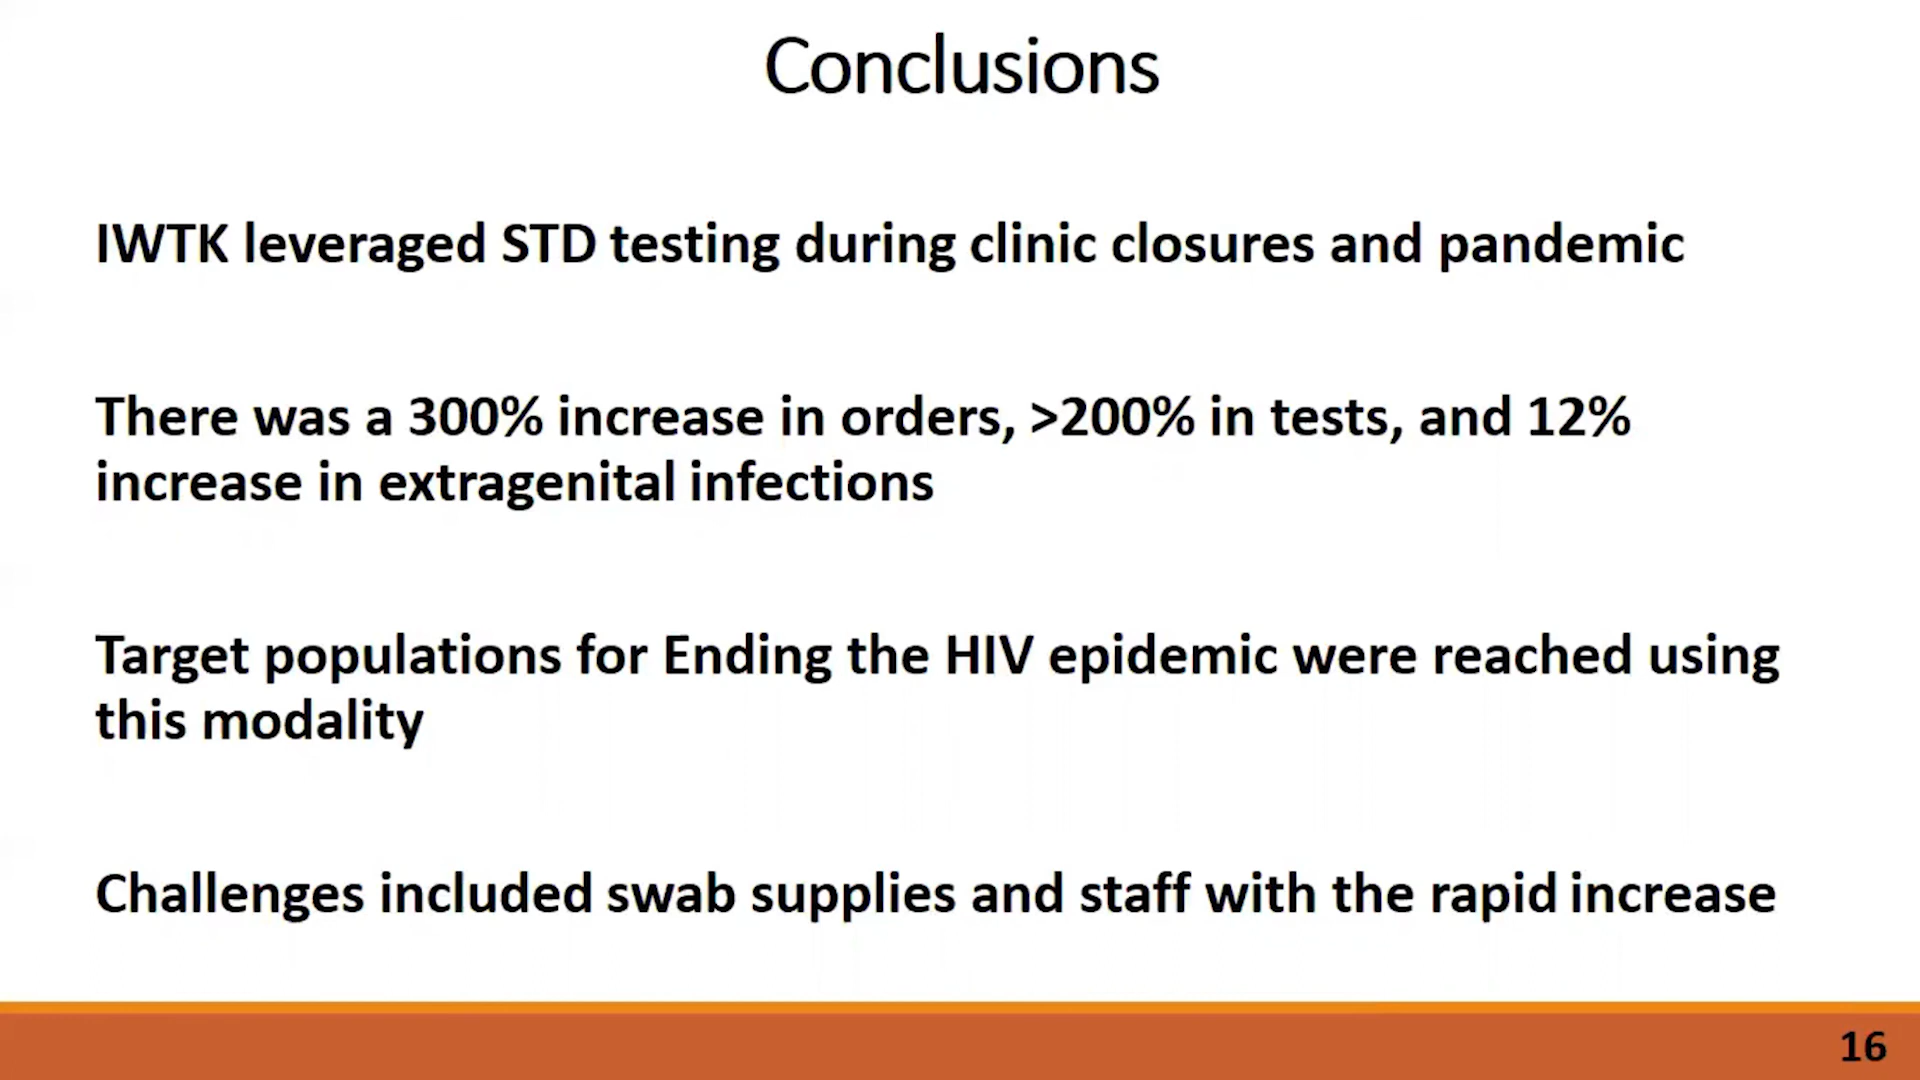 Conclusions
IWTK leveraged STD testing during clinic closures and pandemic
There was a 300% increase in orders, >200% in tests, and 12%
increase in extragenital infections
Target populations for Ending the HIV epidemic were reached using
this modality
Challenges included swab supplies and staff with the rapid increase
16